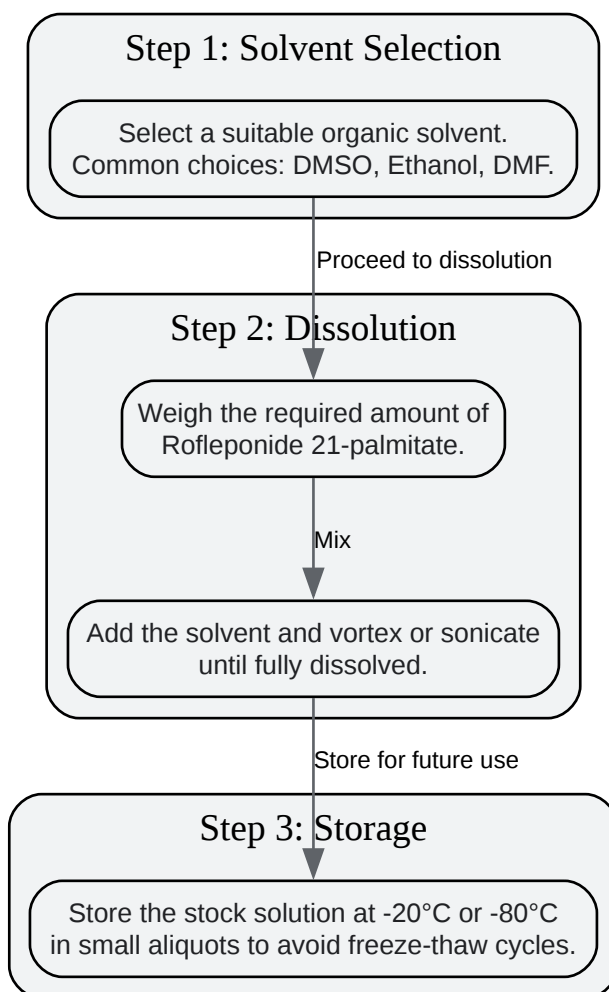 Step 1: Solvent Selection
Select a suitable organic solvent.
Common choices: DMSO, Ethanol, DMF.
Proceed to dissolution
Step 2: Dissolution
Weigh the required amount of
Rofleponide 21-palmitate.
Mix
Add the solvent and vortex or sonicate
until fully dissolved.
Store for future use
Step 3: Storage
Store the stock solution at -20°C or -80°C
in small aliquots to avoid freeze-thaw cycles.